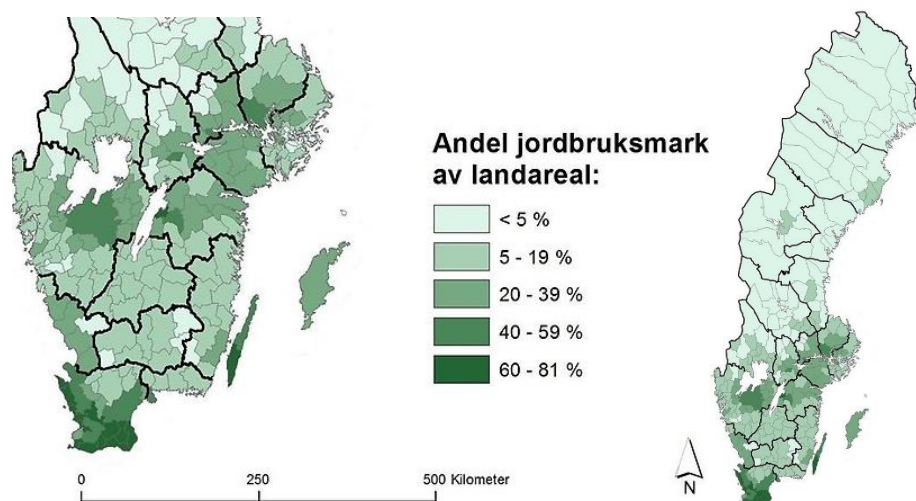 Andel jordbruksmark
av landareal:
< 5 %
5 - 19 %
20 - 39 %
40 - 59 %
60 - 81 %
0 250 500 Kilometer
N